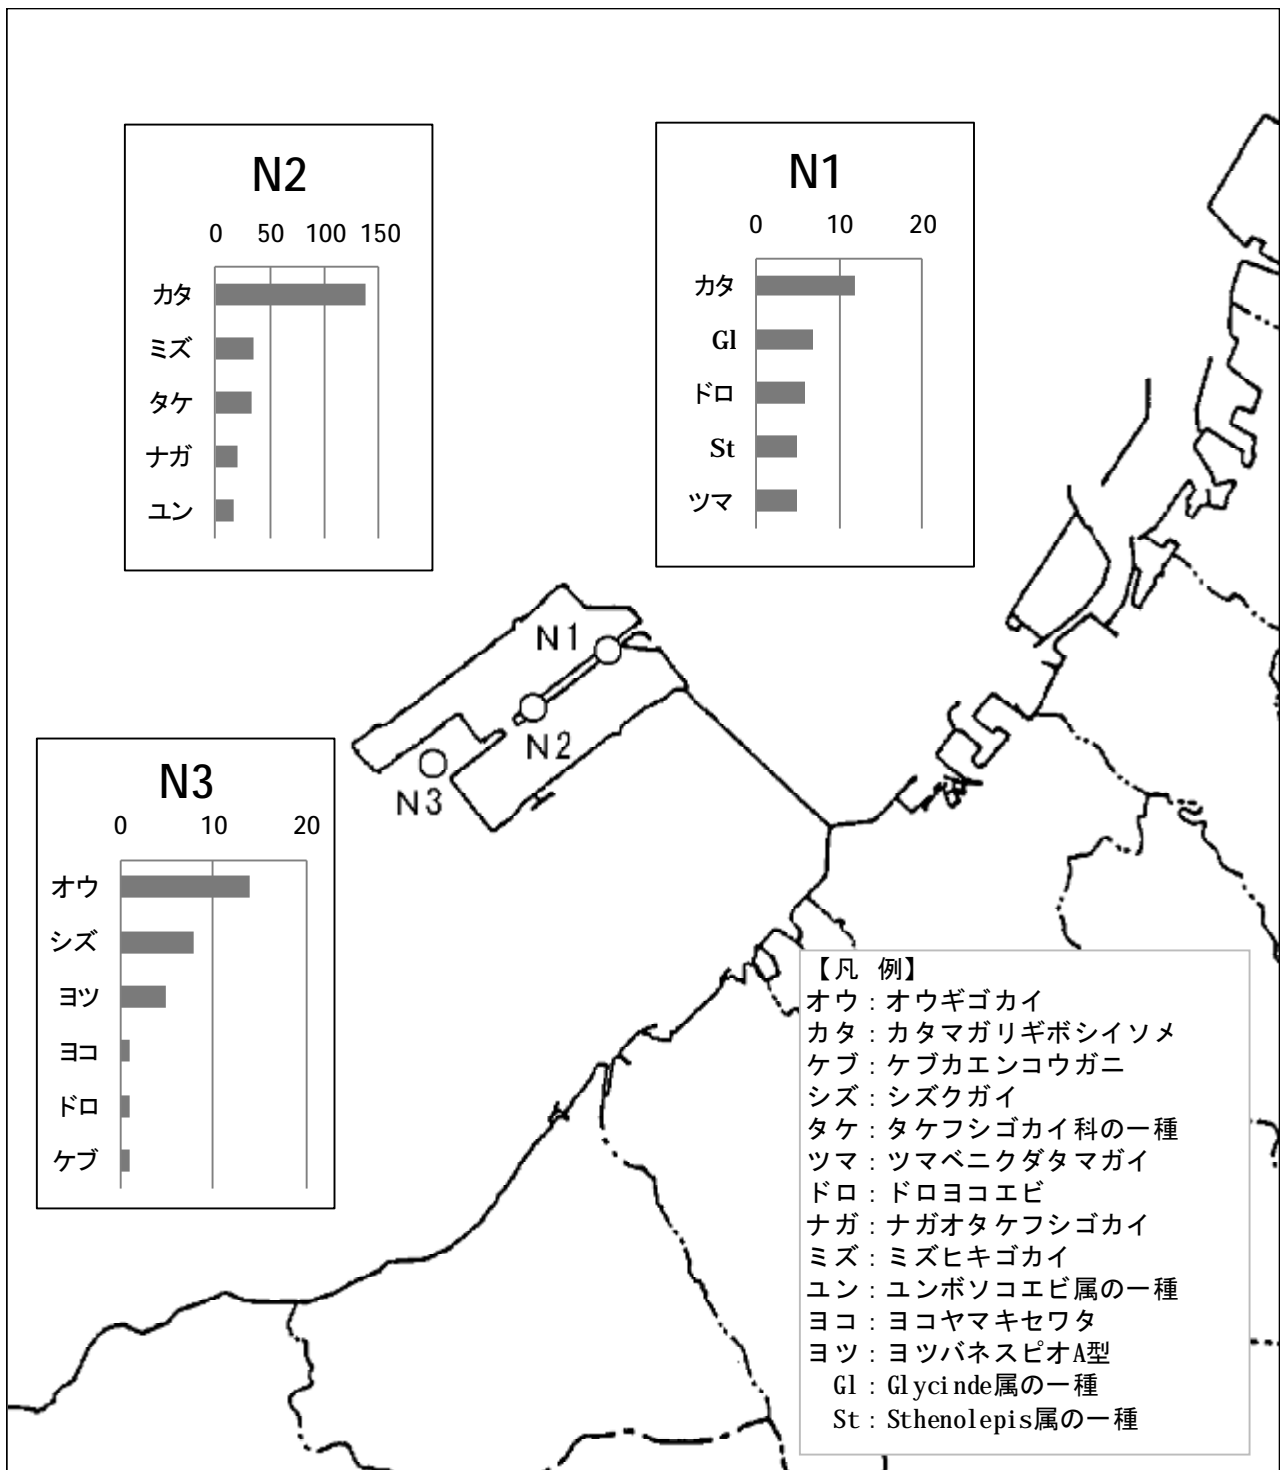 N2
0 50 100 150
カタ
ミズ
タケ
ナガ
ユン
N1
0 10 20
カタ
Gl
ドロ
St
ツマ
N1
N2
N3
N3
0 10 20
オウ
シズ
ヨツ
ヨコ
ドロ
ケブ
【凡 例】
オウ：オウギゴカイ
カタ：カタマガリギボシイソメ
ケブ：ケブカエンコウガニ
シズ：シズクガイ
タケ：タケフシゴカイ科の一種
ツマ：ツマベニクダタマガイ
ドロ：ドロヨコエビ
ナガ：ナガオタケフシゴカイ
ミズ：ミズヒキゴカイ
ユン：ユンボソコエビ属の一種
ヨコ：ヨコヤマキセワタ
ヨツ：ヨツバネスピオA型
Gl：Glycinde属の一種
St：Sthenolepis属の一種